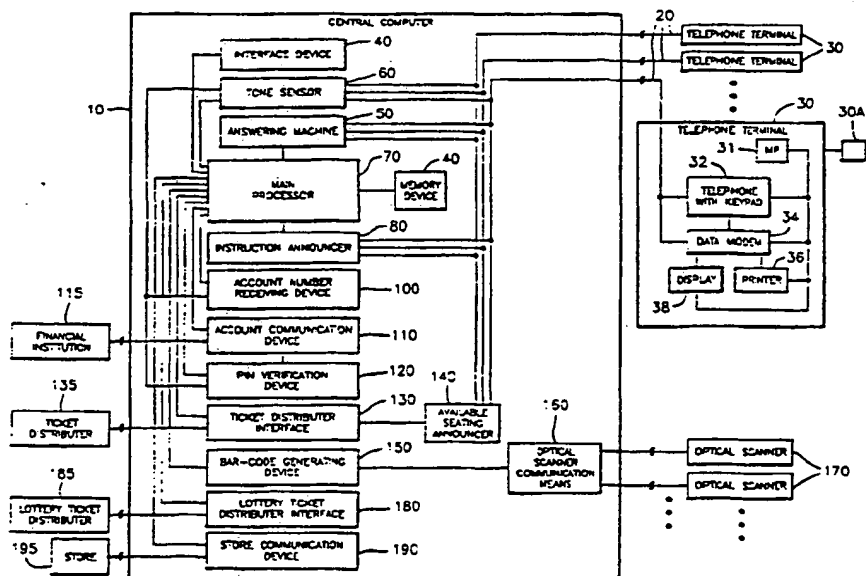 CENTRAL COMPUTER
10
INTERFACE DEVICE
40
TONE SENSOR
60
ANSWERING MACHINE
50
MAIN PROCESSOR
70
MEMORY DEVICE
40
INSTRUCTION ANNOUNCER
80
ACCOUNT NUMBER
RECEIVING DEVICE
100
ACCOUNT COMMUNICATION
DEVICE
110
PIN VERIFICATION
DEVICE
120
TICKET DISTRIBUTER
INTERFACE
130
AVAILABLE
SEATING
ANNOUNCER
140
BAR-CODE GENERATING
DEVICE
150
OPTICAL
SCANNER
COMMUNICATION
MEANS
160
LOTTERY TICKET
DISTRIBUTER INTERFACE
180
STORE COMMUNICATION
DEVICE
190
115
FINANCIAL
INSTITUTION
135
TICKET
DISTRIBUTER
185
LOTTERY TICKET
DISTRIBUTER
195
STORE
20
TELEPHONE TERMINAL
TELEPHONE TERMINAL
30
30
TELEPHONE TERMINAL
30A
31
MP
32
TELEPHONE
WITH KEYPAD
34
DATA MODEM
36
DISPLAY
PRINTER
38
OPTICAL SCANNER
OPTICAL SCANNER
170